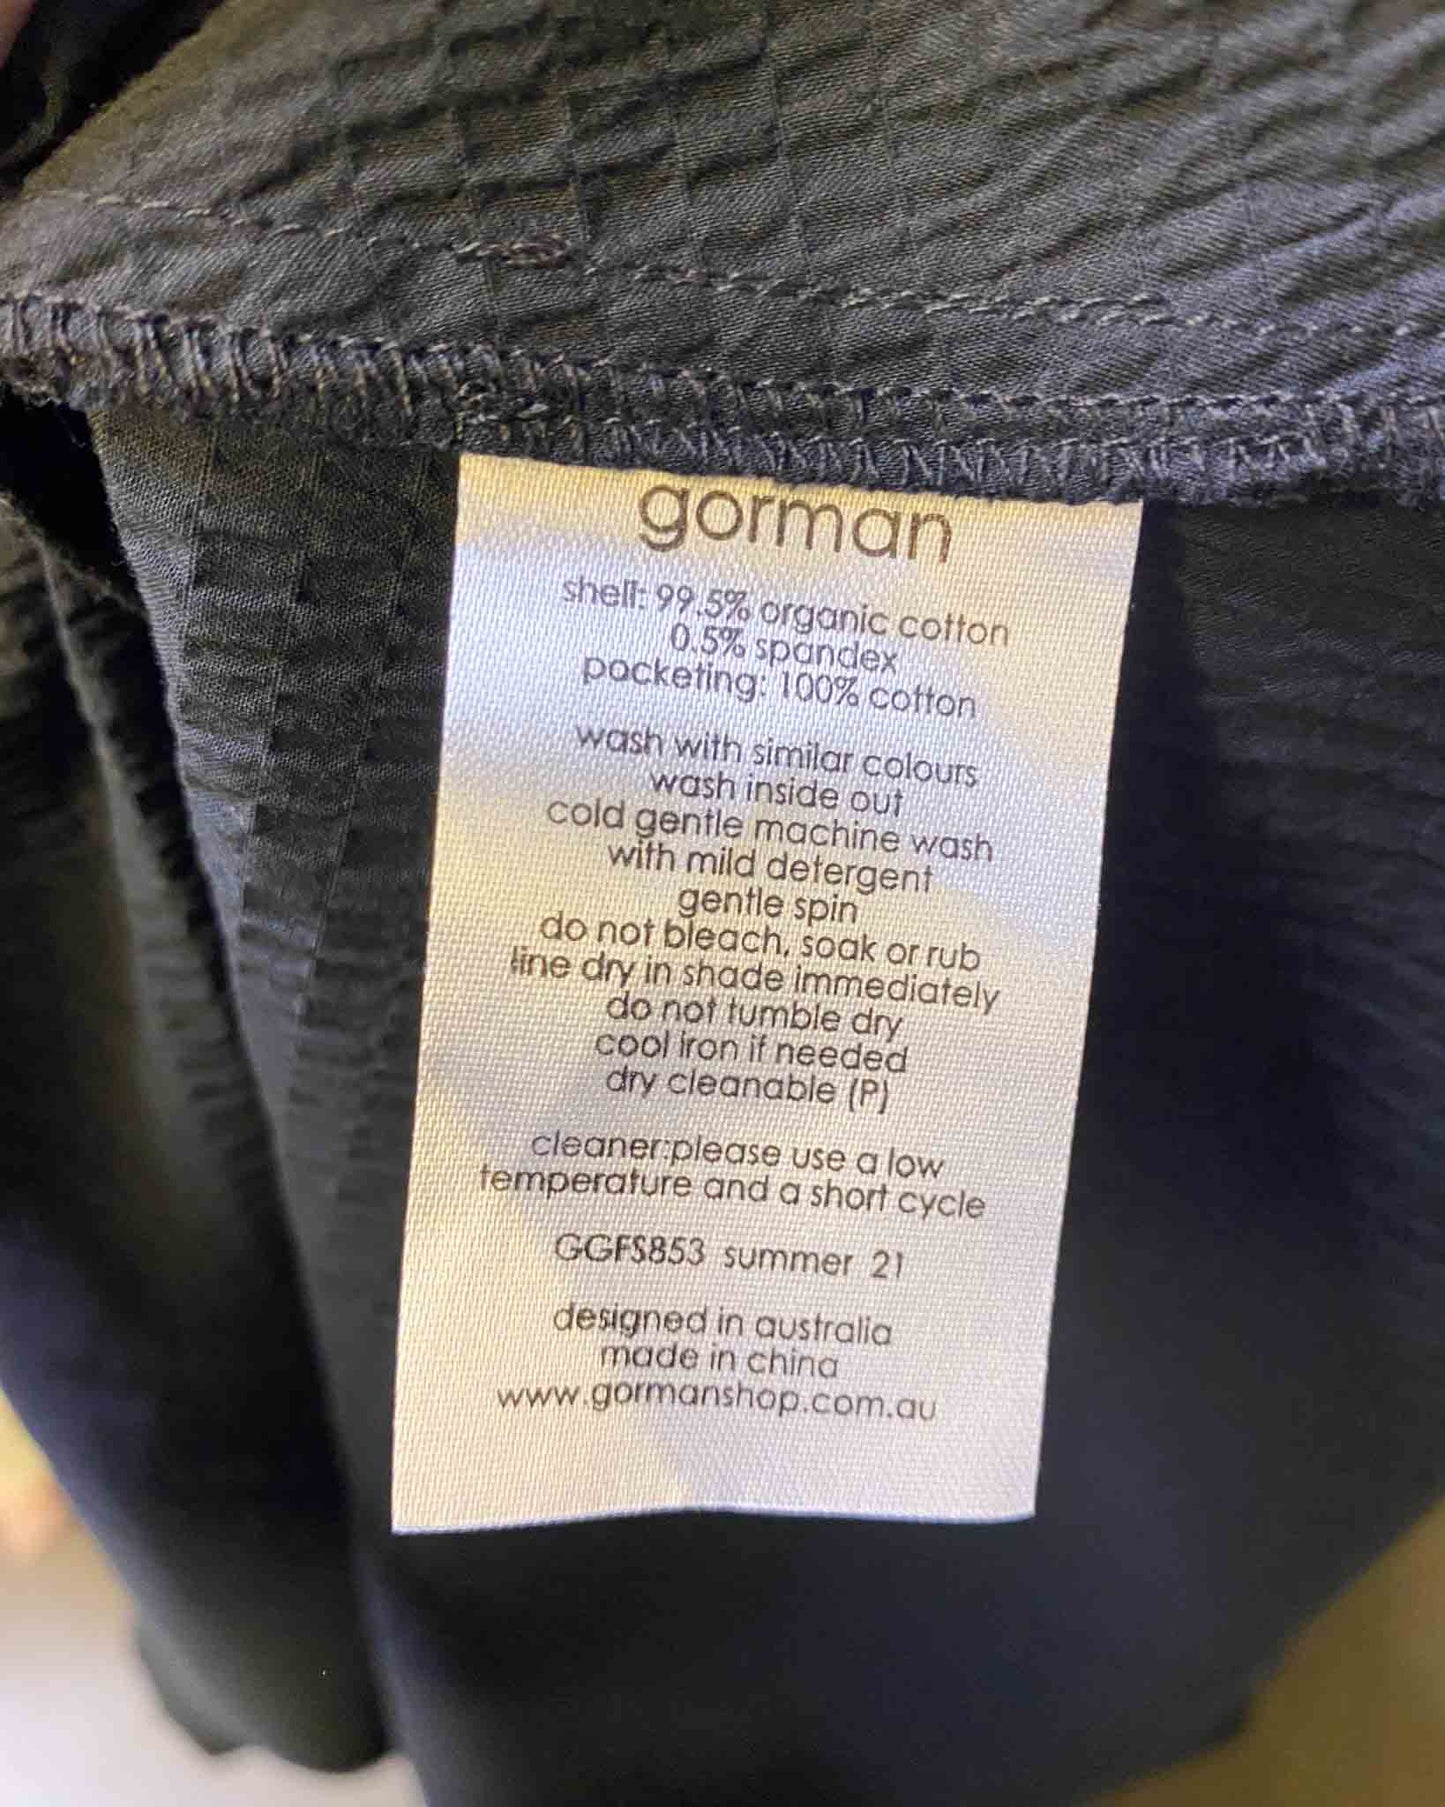 gorman
shell: 99.5% organic cotton
0.5% spandex
pocketing: 100% cotton
wash with similar colours
wash inside out
cold gentle machine wash
with mild detergent
gentle spin
do not bleach, soak or rub
line dry in shade immediately
do not tumble dry
cool iron if needed
dry cleanable (P)
cleaner:please use a low
temperature and a short cycle
GGFS853 summer 21
designed in australia
made in china
www.gormanshop.com.au